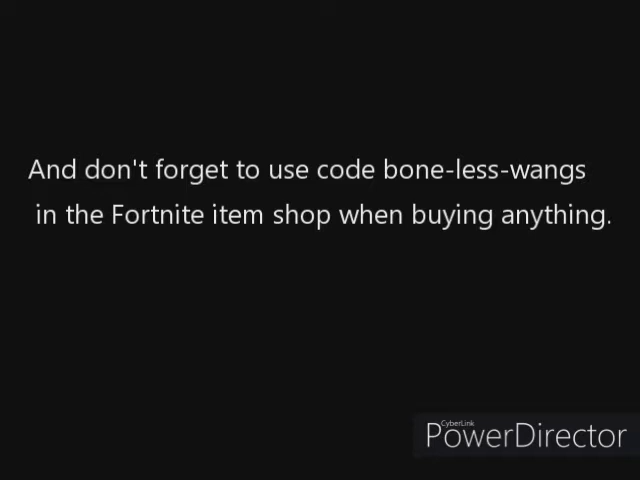 And don't forget to use code bone-less-wangs
in the Fortnite item shop when buying anything.
CyberLink
PowerDirector